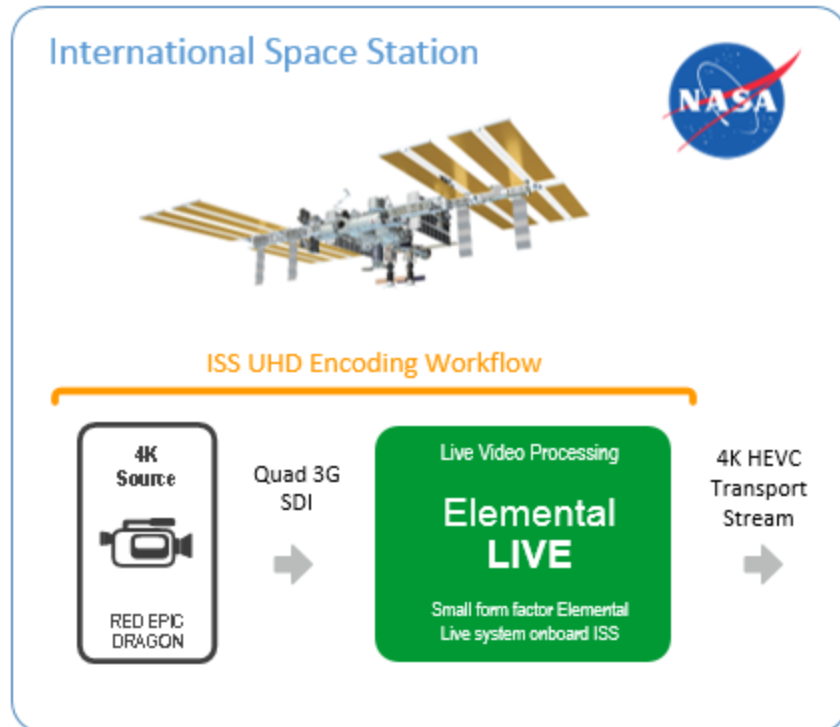 International Space Station
NASA
ISS UHD Encoding Workflow
4K
Source
RED EPIC
DRAGON
Quad 3G
SDI
Live Video Processing
Elemental
LIVE
Small form factor Elemental
Live system onboard ISS
4K HEVC
Transport
Stream